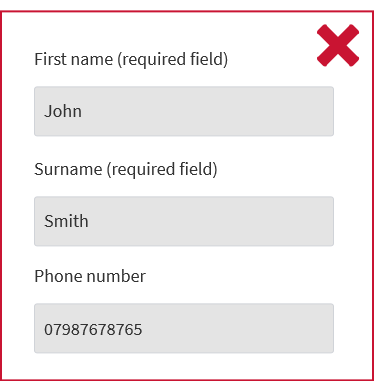 First name (required field)
John
Surname (required field)
Smith
Phone number
07987678765